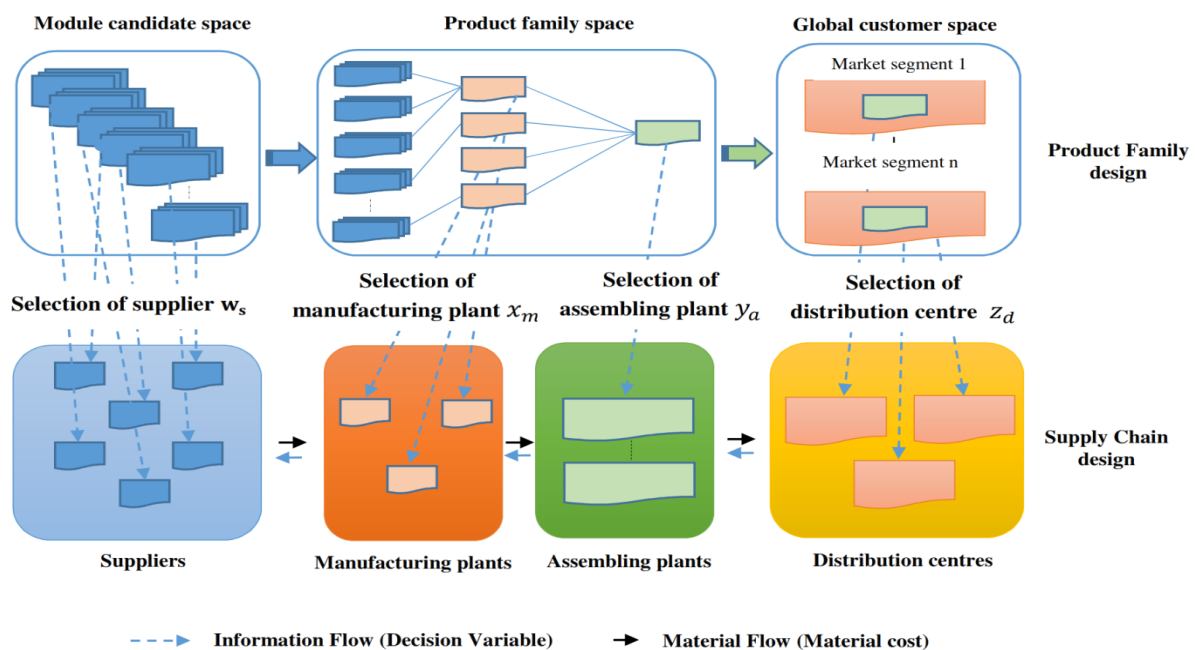 Module candidate space
Product family space
Global customer space
Market segment 1
Market segment n
Product Family
design
Selection of supplier wₛ
Selection of
manufacturing plant 𝑥ₘ
Selection of
assembling plant 𝑦ₐ
Selection of
distribution centre 𝑧_d
Supply Chain
design
Suppliers
Manufacturing plants
Assembling plants
Distribution centres
Information Flow (Decision Variable)
Material Flow (Material cost)